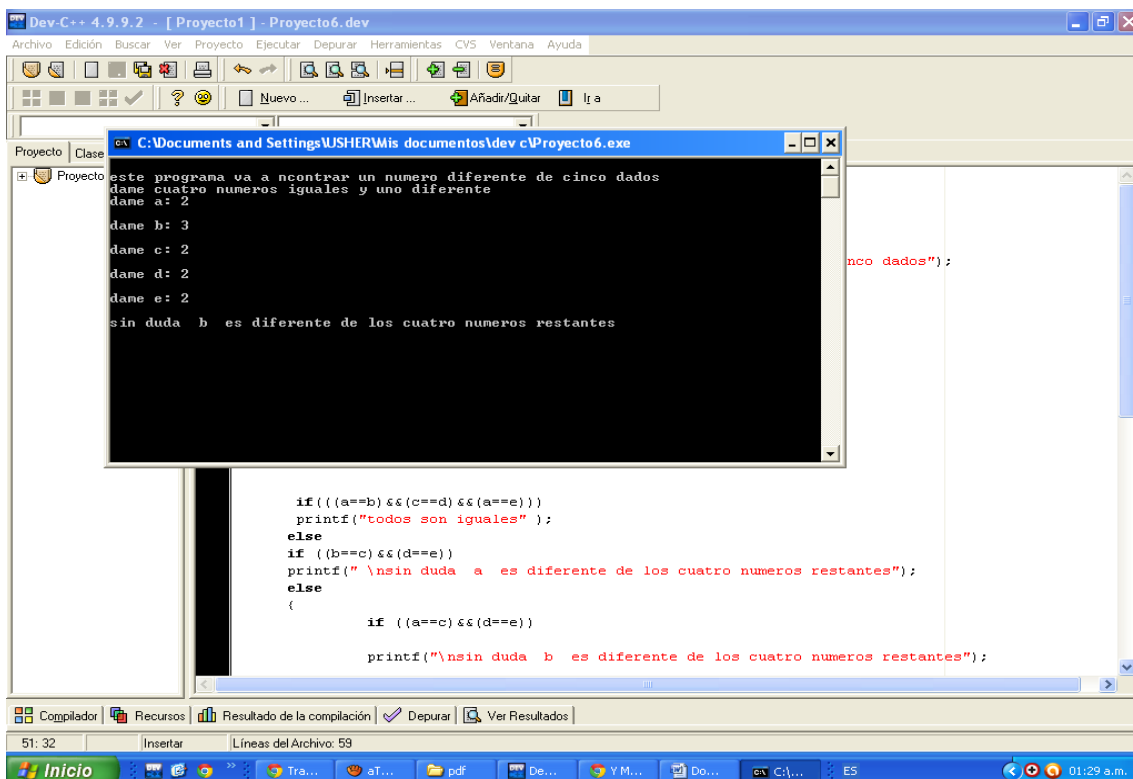 Dev-C++ 4.9.9.2 - [ Proyecto1 ] - Proyecto6.dev
Archivo Edición Buscar Ver Proyecto Ejecutar Depurar Herramientas CVS Ventana Ayuda
Nuevo ... Insertar ... Añadir/Quitar Ir a
Proyecto Clase
Proyecto
C:\Documents and Settings\USHER\Mis documentos\dev c\Proyecto6.exe
este programa va a ncontrar un numero diferente de cinco dados
dame cuatro numeros iguales y uno diferente
dame a: 2
dame b: 3
dame c: 2
dame d: 2
dame e: 2
sin duda b es diferente de los cuatro numeros restantes
nco dados");
if(((a==b)&&(c==d)&&(a==e)))
printf("todos son iguales" );
else
if ((b==c)&&(d==e))
printf(" \nsin duda a es diferente de los cuatro numeros restantes");
else
{
if ((a==c)&&(d==e))
printf("\nsin duda b es diferente de los cuatro numeros restantes");
Compilador Recursos Resultado de la compilación Depurar Ver Resultados
51: 32 Insertar Líneas del Archivo: 59
Inicio Tra... aT... pdf De... Y M... Do... C:\... ES 01:29 a.m.